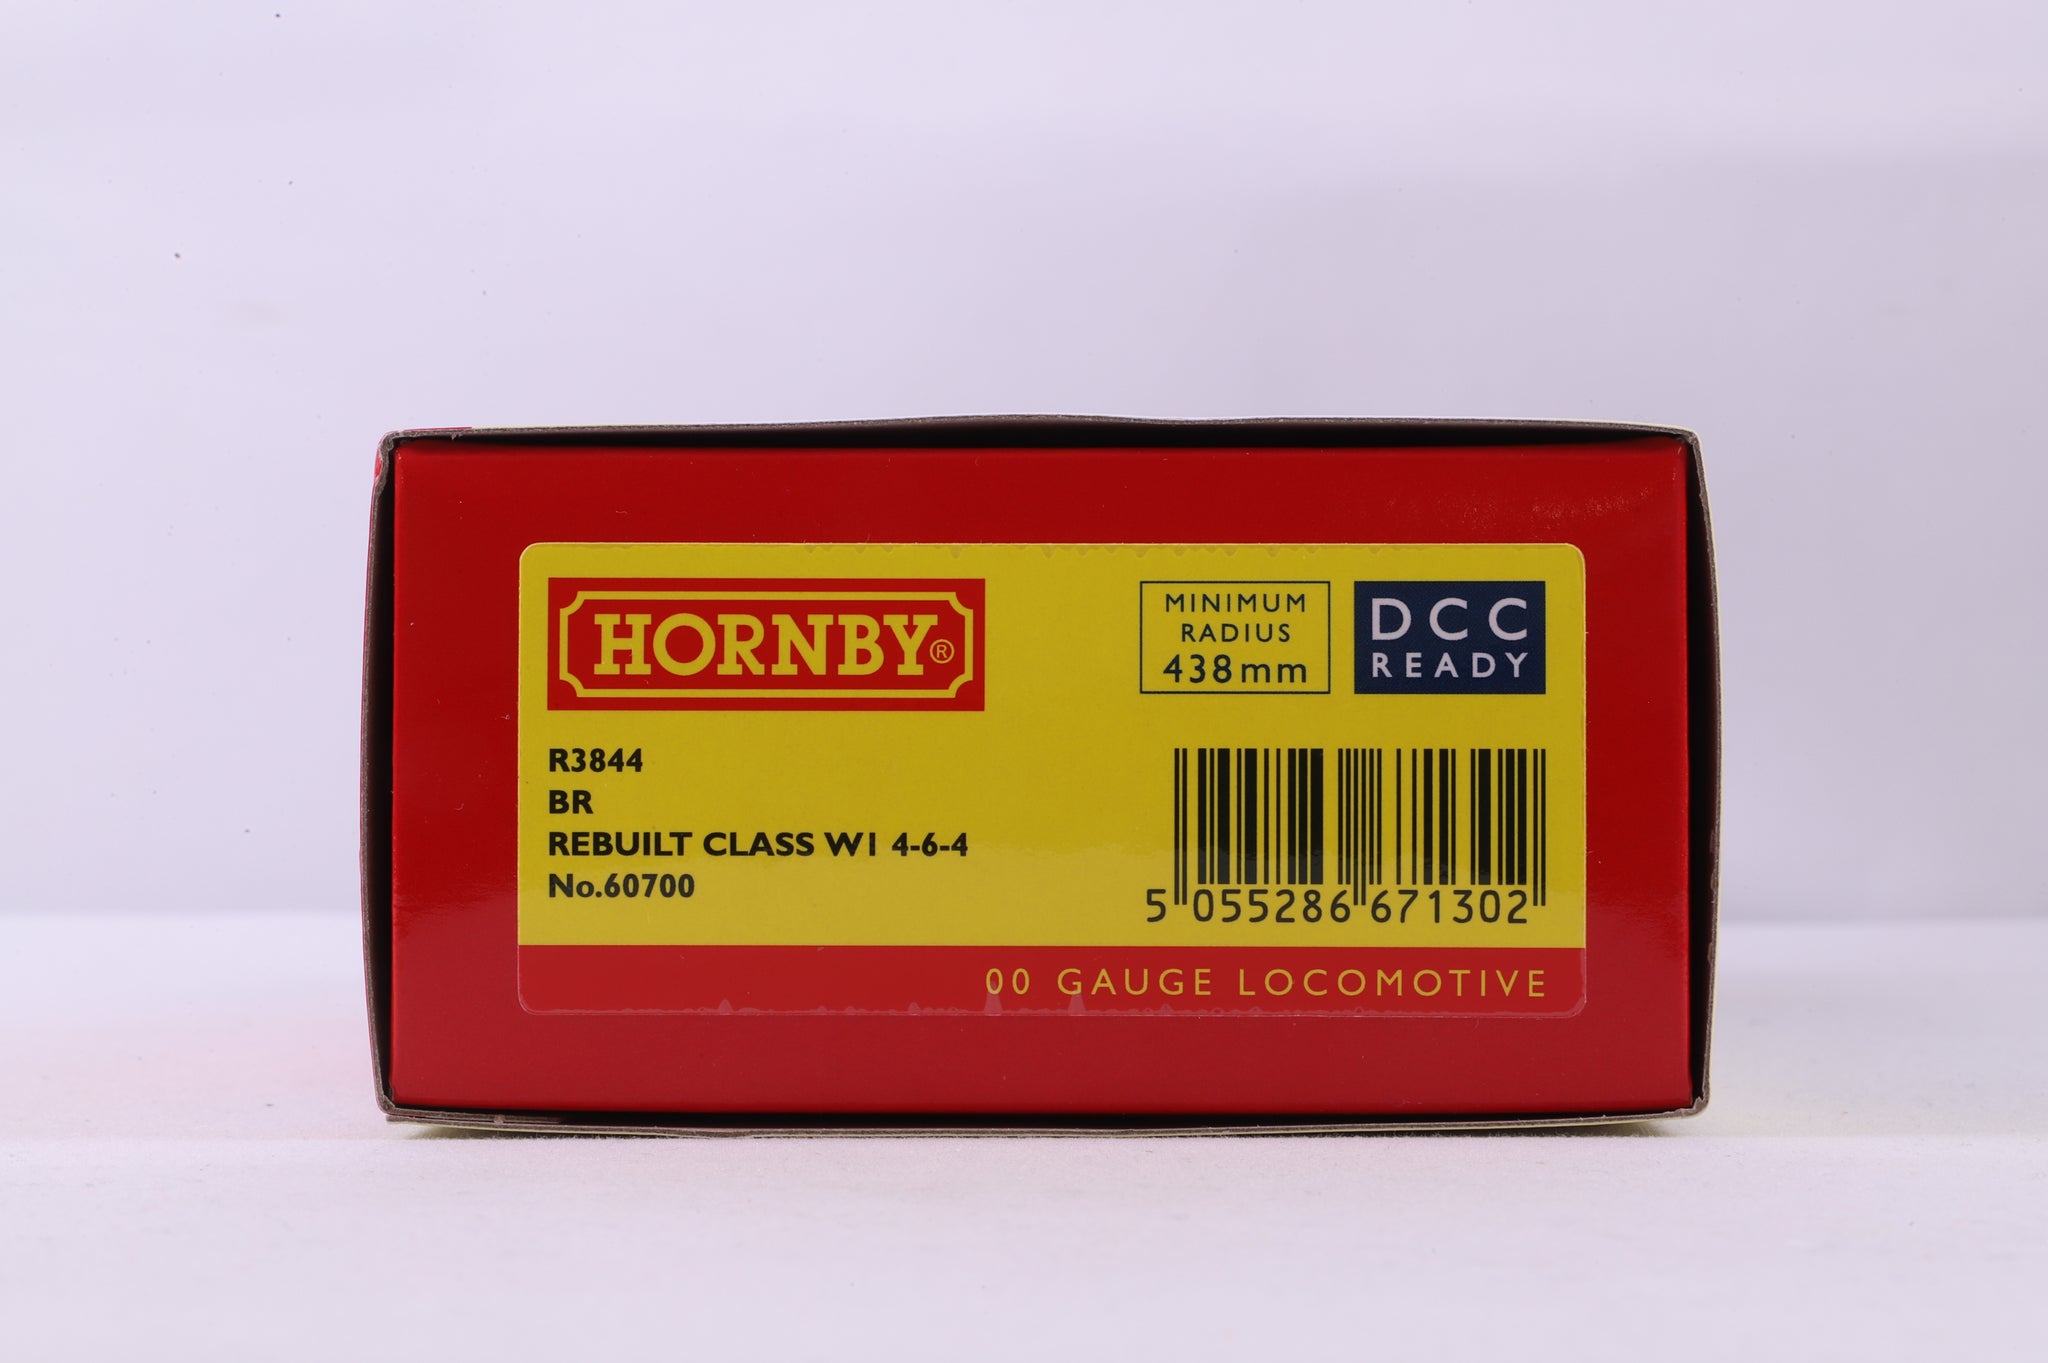 HORNBY®
MINIMUM
RADIUS
438mm
DCC
READY
R3844
BR
REBUILT CLASS W1 4-6-4
No.60700
5 055286 671302
00 GAUGE LOCOMOTIVE